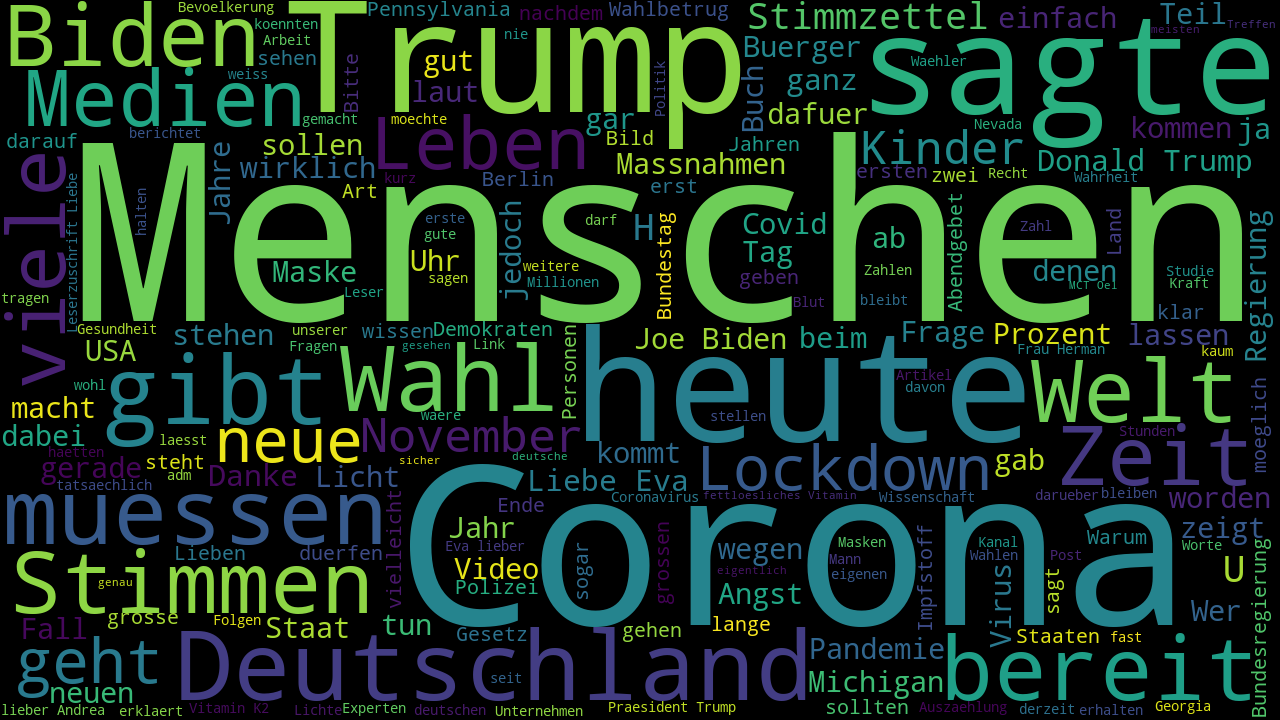 Biden
Bevoelkerung
koennten
Arbeit
sehen
Trump
Pennsylvania
nachdem
Wahlbetrug
nie
Stimmzettel
einfach
Teil
Treffen
meisten
sagte
Medien
weiss
Bitte
gut
laut
Politik
Buerger
Buch
ganz
dafuer
Waehler
gemacht
moechte
gar
Bild
Jahren
Nevada
kommen
ja
darauf
berichtet
sollen
Leben
Kinder
Donald Trump
viele
Jahre
wirklich
kurz
Massnahmen
ersten
zwei
Recht
Wahrheit
Art
Berlin
erst
Menschen
Leserzuschrift Liebe
halten
erste
gute
jedoch
darf
H
Bundestag
Covid
Tag
ab
Abendgebet
Zahl
Land
Regierung
Maske
Uhr
sagen
weitere
Millionen
geben
Zahlen
denen
MCT Oel
Studie
Kraft
tragen
Leser
Blut
bleibt
klar
Gesundheit
stehen
unserer
Fragen
wissen
gesehen
Demokraten
Link
Personen
Joe Biden
beim
Frage
Prozent
lassen
Frau Herman
kaum
USA
wohl
gibt
Wahl
waere
heute
Artikel
davon
stellen
Welt
macht
dabei
laesst
neue
November
Stunden
moeglich
haetten
gerade
steht
sicher
deutsche
kommt
Lockdown
gab
Zeit
tatsaechlich
adm
Danke
Licht
Liebe Eva
Coronavirus
fettloesliches Vitamin
Wissenschaft
darueber
bleiben
worden
muessen
Ende
Corona
Jahr
vielleicht
Lieben
duerfen
Eva lieber
sogar
grossen
wegen
Masken
Mann
eigenen
Kanal
Wahlen
Post
Warum
zeigt
Worte
Stimmen
genau
Video
Polizei
eigentlich
Angst
Impfstoff
Virus
sagt
U
grosse
Folgen
Fall
Staat
tun
Gesetz
gehen
lange
Staaten
fast
Wer
Bundesregierung
geht
Deutschland
seit
Pandemie
bereit
neuen
Michigan
lieber Andrea
erklaert
Vitamin K2
Lichte
Experten
deutschen
Unternehmen
Praesident Trump
sollten
Auszaehlung
derzeit
erhalten
Georgia